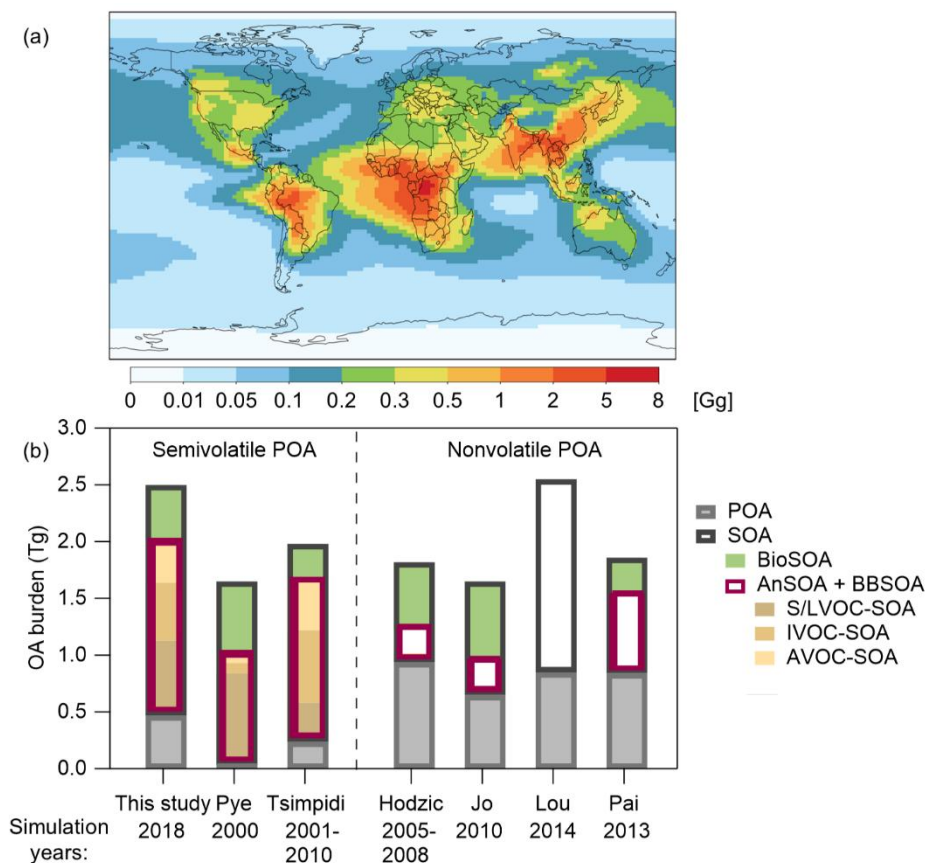 (a)
0 0.01 0.05 0.1 0.2 0.3 0.5 1 2 5 8 [Gg]
(b)
Semivolatile POA
Nonvolatile POA
OA burden (Tg)
3.0
2.5
2.0
1.5
1.0
0.5
0.0
POA
SOA
BioSOA
AnSOA + BBSOA
S/LVOC-SOA
IVOC-SOA
AVOC-SOA
This study Pye Tsimpidi Hodzic Jo Lou Pai
Simulation years:
2018 2000 2001-2010 2005-2008 2010 2014 2013